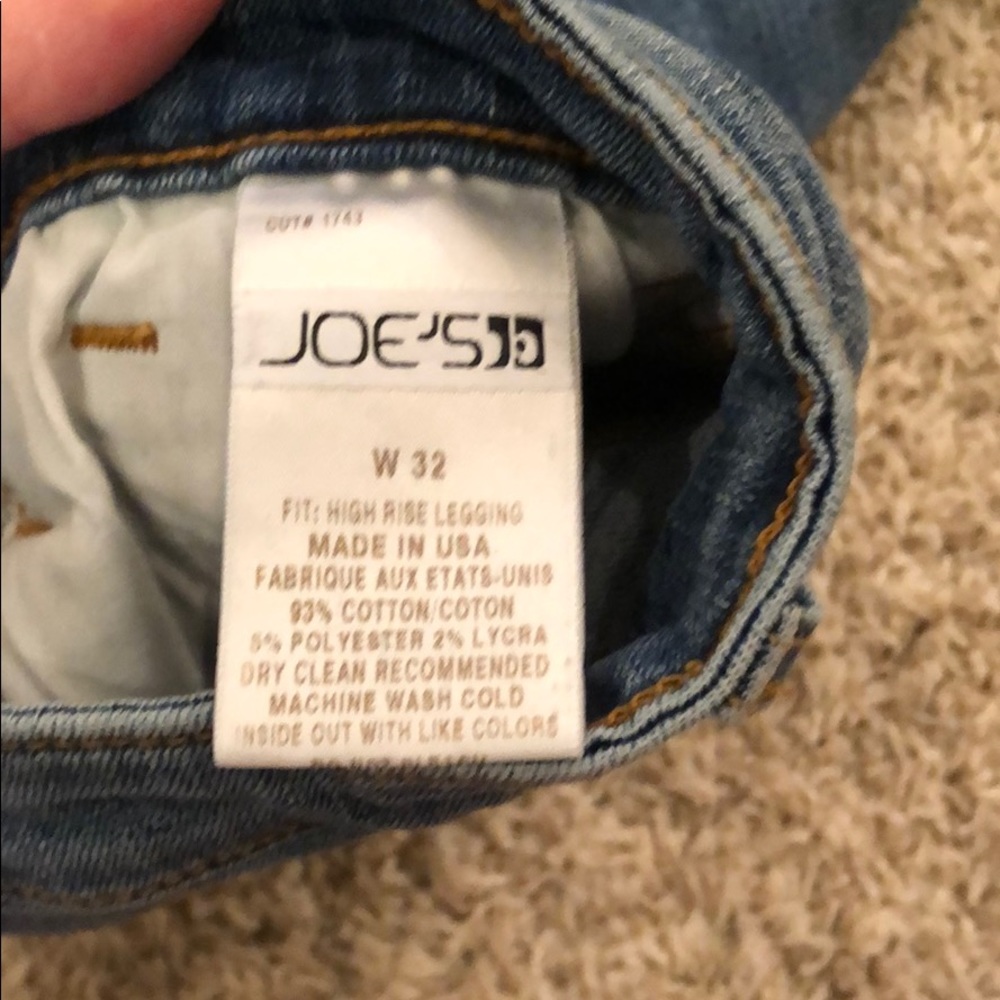 CUT# 1743
JOE'S
W 32
FIT: HIGH RISE LEGGING
MADE IN USA
FABRIQUE AUX ETATS-UNIS
93% COTTON/COTON
5% POLYESTER 2% LYCRA
DRY CLEAN RECOMMENDED
MACHINE WASH COLD
INSIDE OUT WITH LIKE COLORS